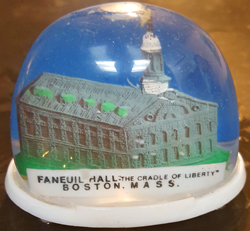 FANEUIL HALL-THE CRADLE OF LIBERTY"
BOSTON, MASS.